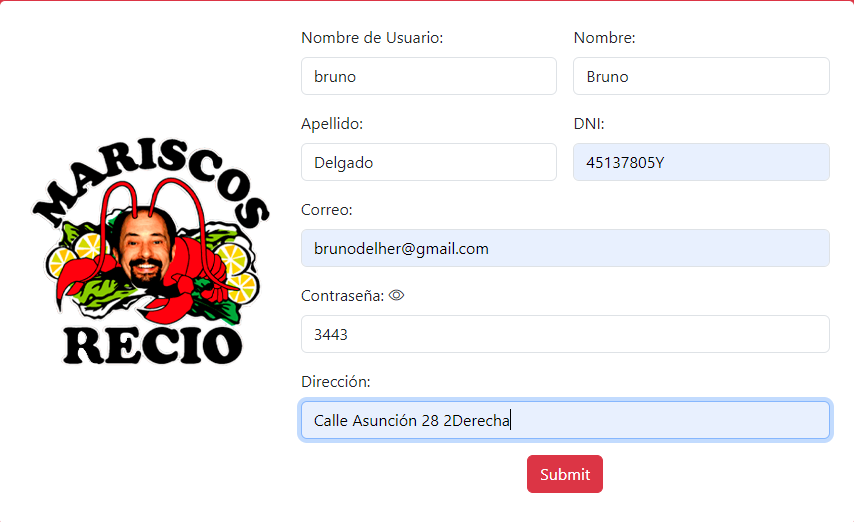 MARISCOS
RECIO
Nombre de Usuario: Nombre:
bruno Bruno
Apellido: DNI:
Delgado 45137805Y
Correo:
brunodelher@gmail.com
Contraseña:
3443
Dirección:
Calle Asunción 28 2Derecha
Submit